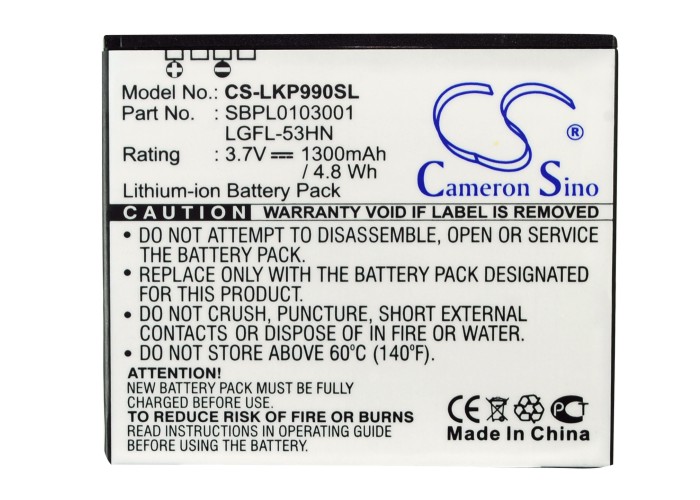 Model No.: CS-LKP990SL
Part No.  : SBPL0103001
LGFL-53HN
Rating : 3.7V 1300mAh
/ 4.8 Wh
Lithium-ion Battery Pack
CS ®
Cameron Sino
CAUTION WARRANTY VOID IF LABEL IS REMOVED
• DO NOT ATTEMPT TO DISASSEMBLE, OPEN OR SERVICE
THE BATTERY PACK.
• REPLACE ONLY WITH THE BATTERY PACK DESIGNATED
FOR THIS PRODUCT.
• DO NOT CRUSH, PUNCTURE, SHORT EXTERNAL
CONTACTS OR DISPOSE OF IN FIRE OR WATER.
• DO NOT STORE ABOVE 60°C (140°F)
ATTENTION:
NEW BATTERY PACK MUST BE FULLY
CHARGED BEFORE USE.
TO REDUCE RISK OF FIRE OR BURNS,
READ IN OPERATING GUIDE BEFORE USE.
CE PCT
Made In China